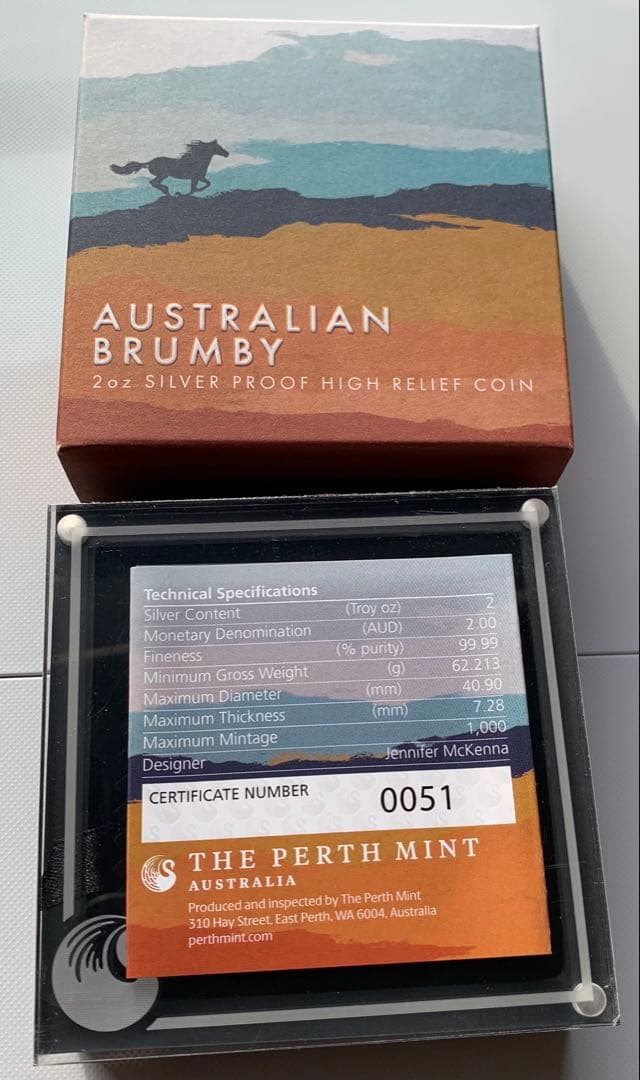 AUSTRALIAN
BRUMBY
2oz SILVER PROOF HIGH RELIEF COIN
Technical Specifications
Silver Content (Troy oz) 2
Monetary Denomination (AUD) 2.00
Fineness (% purity) 99.99
Minimum Gross Weight (g) 62.213
Maximum Diameter (mm) 40.90
Maximum Thickness (mm) 7.28
Maximum Mintage 1,000
Designer Jennifer McKenna
CERTIFICATE NUMBER 0051
THE PERTH MINT
AUSTRALIA
Produced and inspected by The Perth Mint
310 Hay Street, East Perth, WA 6004, Australia
perthmint.com